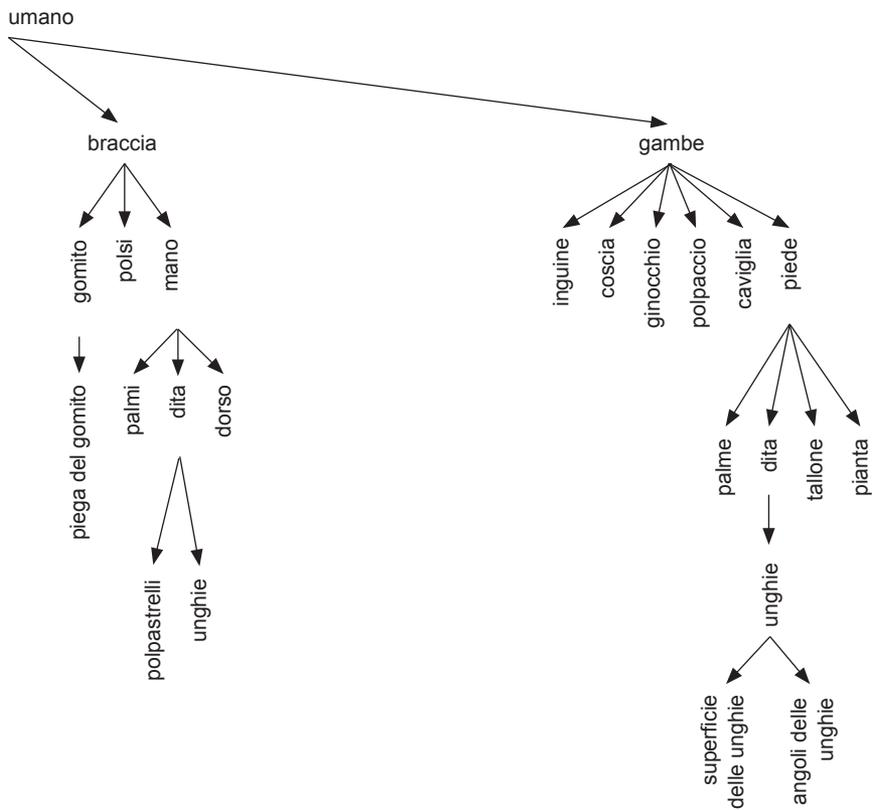 umano
braccia
gambe
gomito
polsi
mano
inguine
coscia
ginocchio
polpaccio
caviglia
piede
piega del gomito
palmi
dita
dorso
palme
dita
tallone
pianta
polpastrelli
unghie
unghie
superficie
delle unghie
angoli delle
unghie